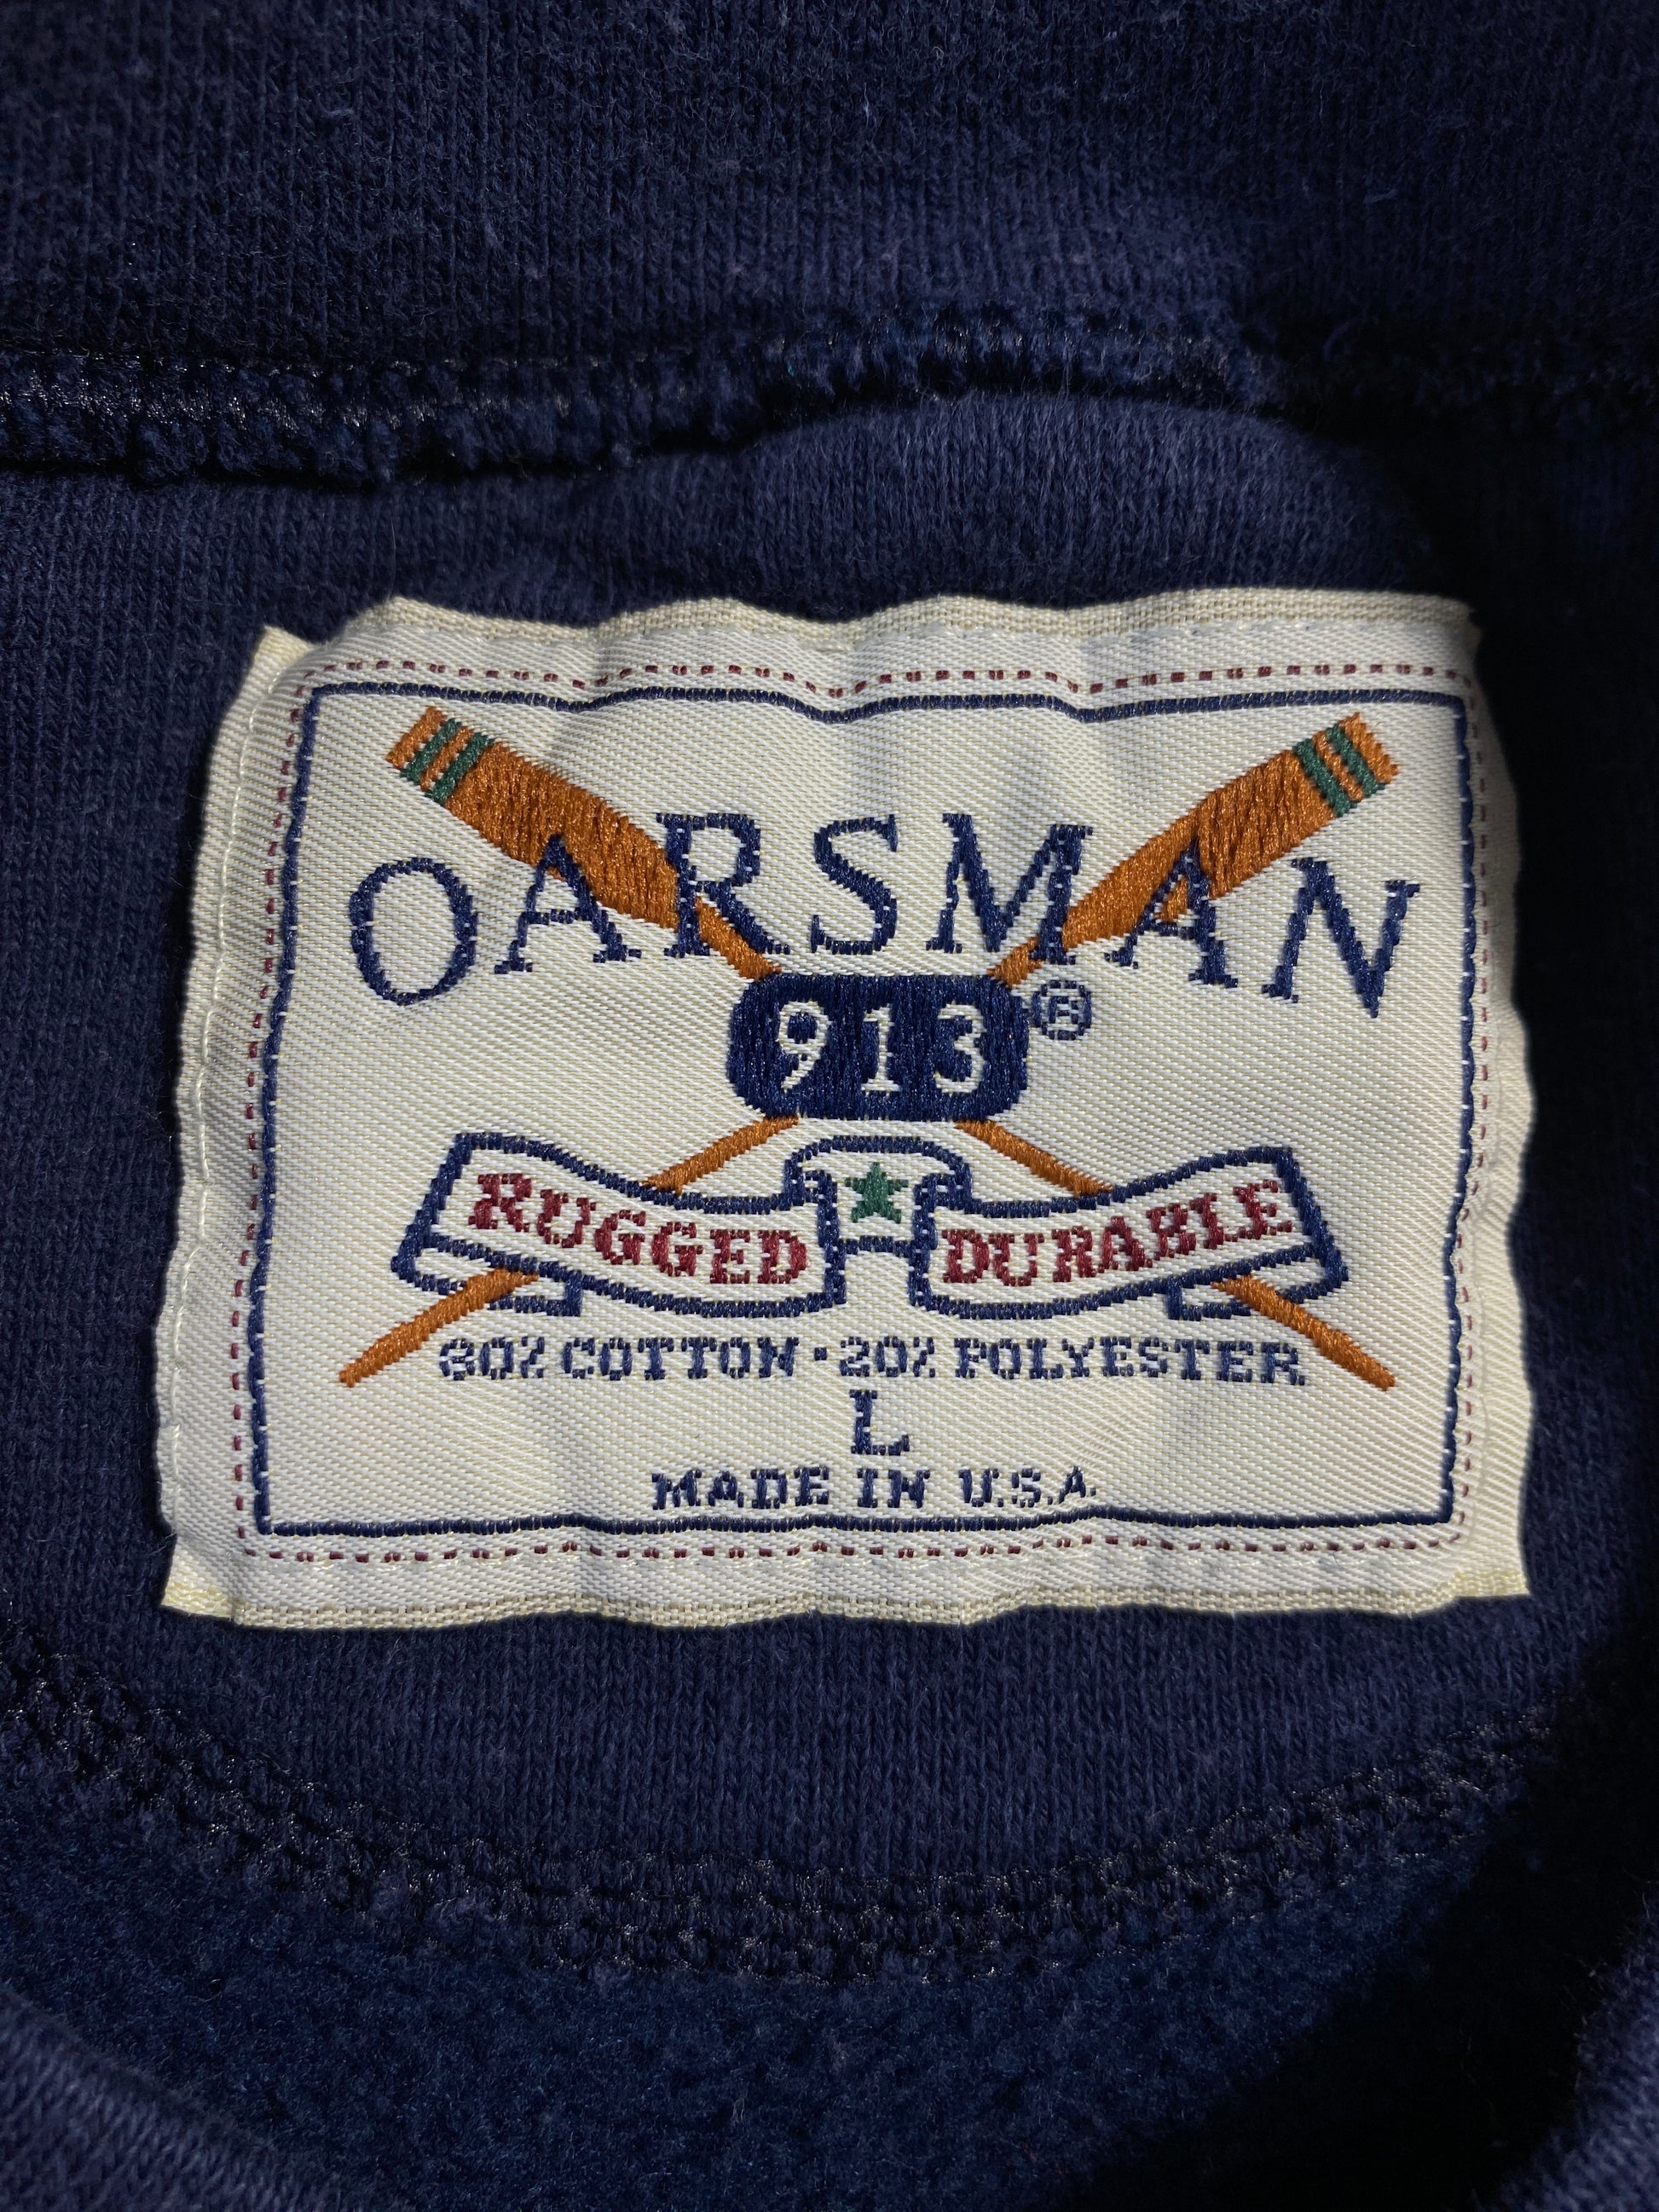 OARSMAN
913®
RUGGED DURABLE
80% COTTON · 20% POLYESTER
L
MADE IN U.S.A.